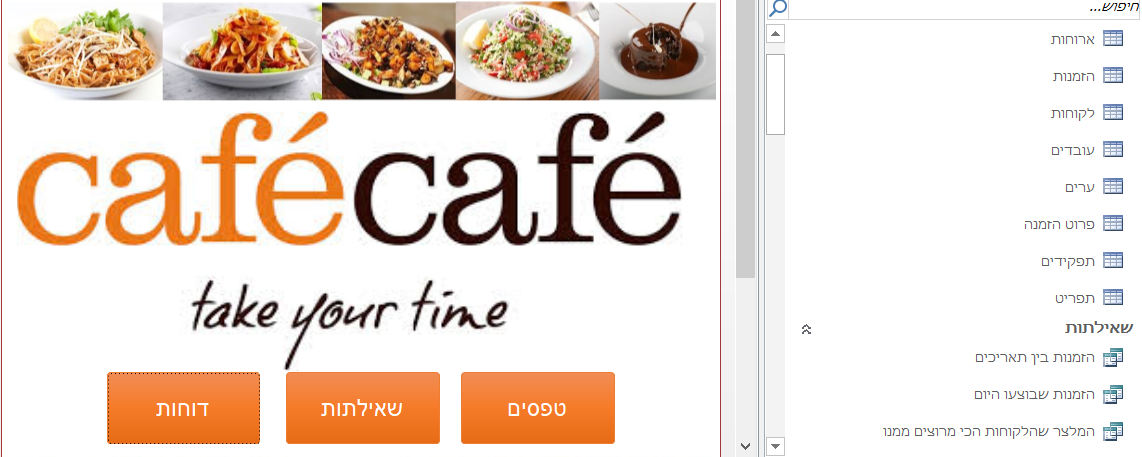 חיפוש...
ארוחות
הזמנות
לקוחות
עובדים
ערים
פרוט הזמנה
תפקידים
תפריט
שאילתות
הזמנות בין תאריכים
הזמנות שבוצעו היום
המלצר שהלקוחות הכי מרוצים ממנו
cafécafé
take your time
טפסים
שאילתות
דוחות